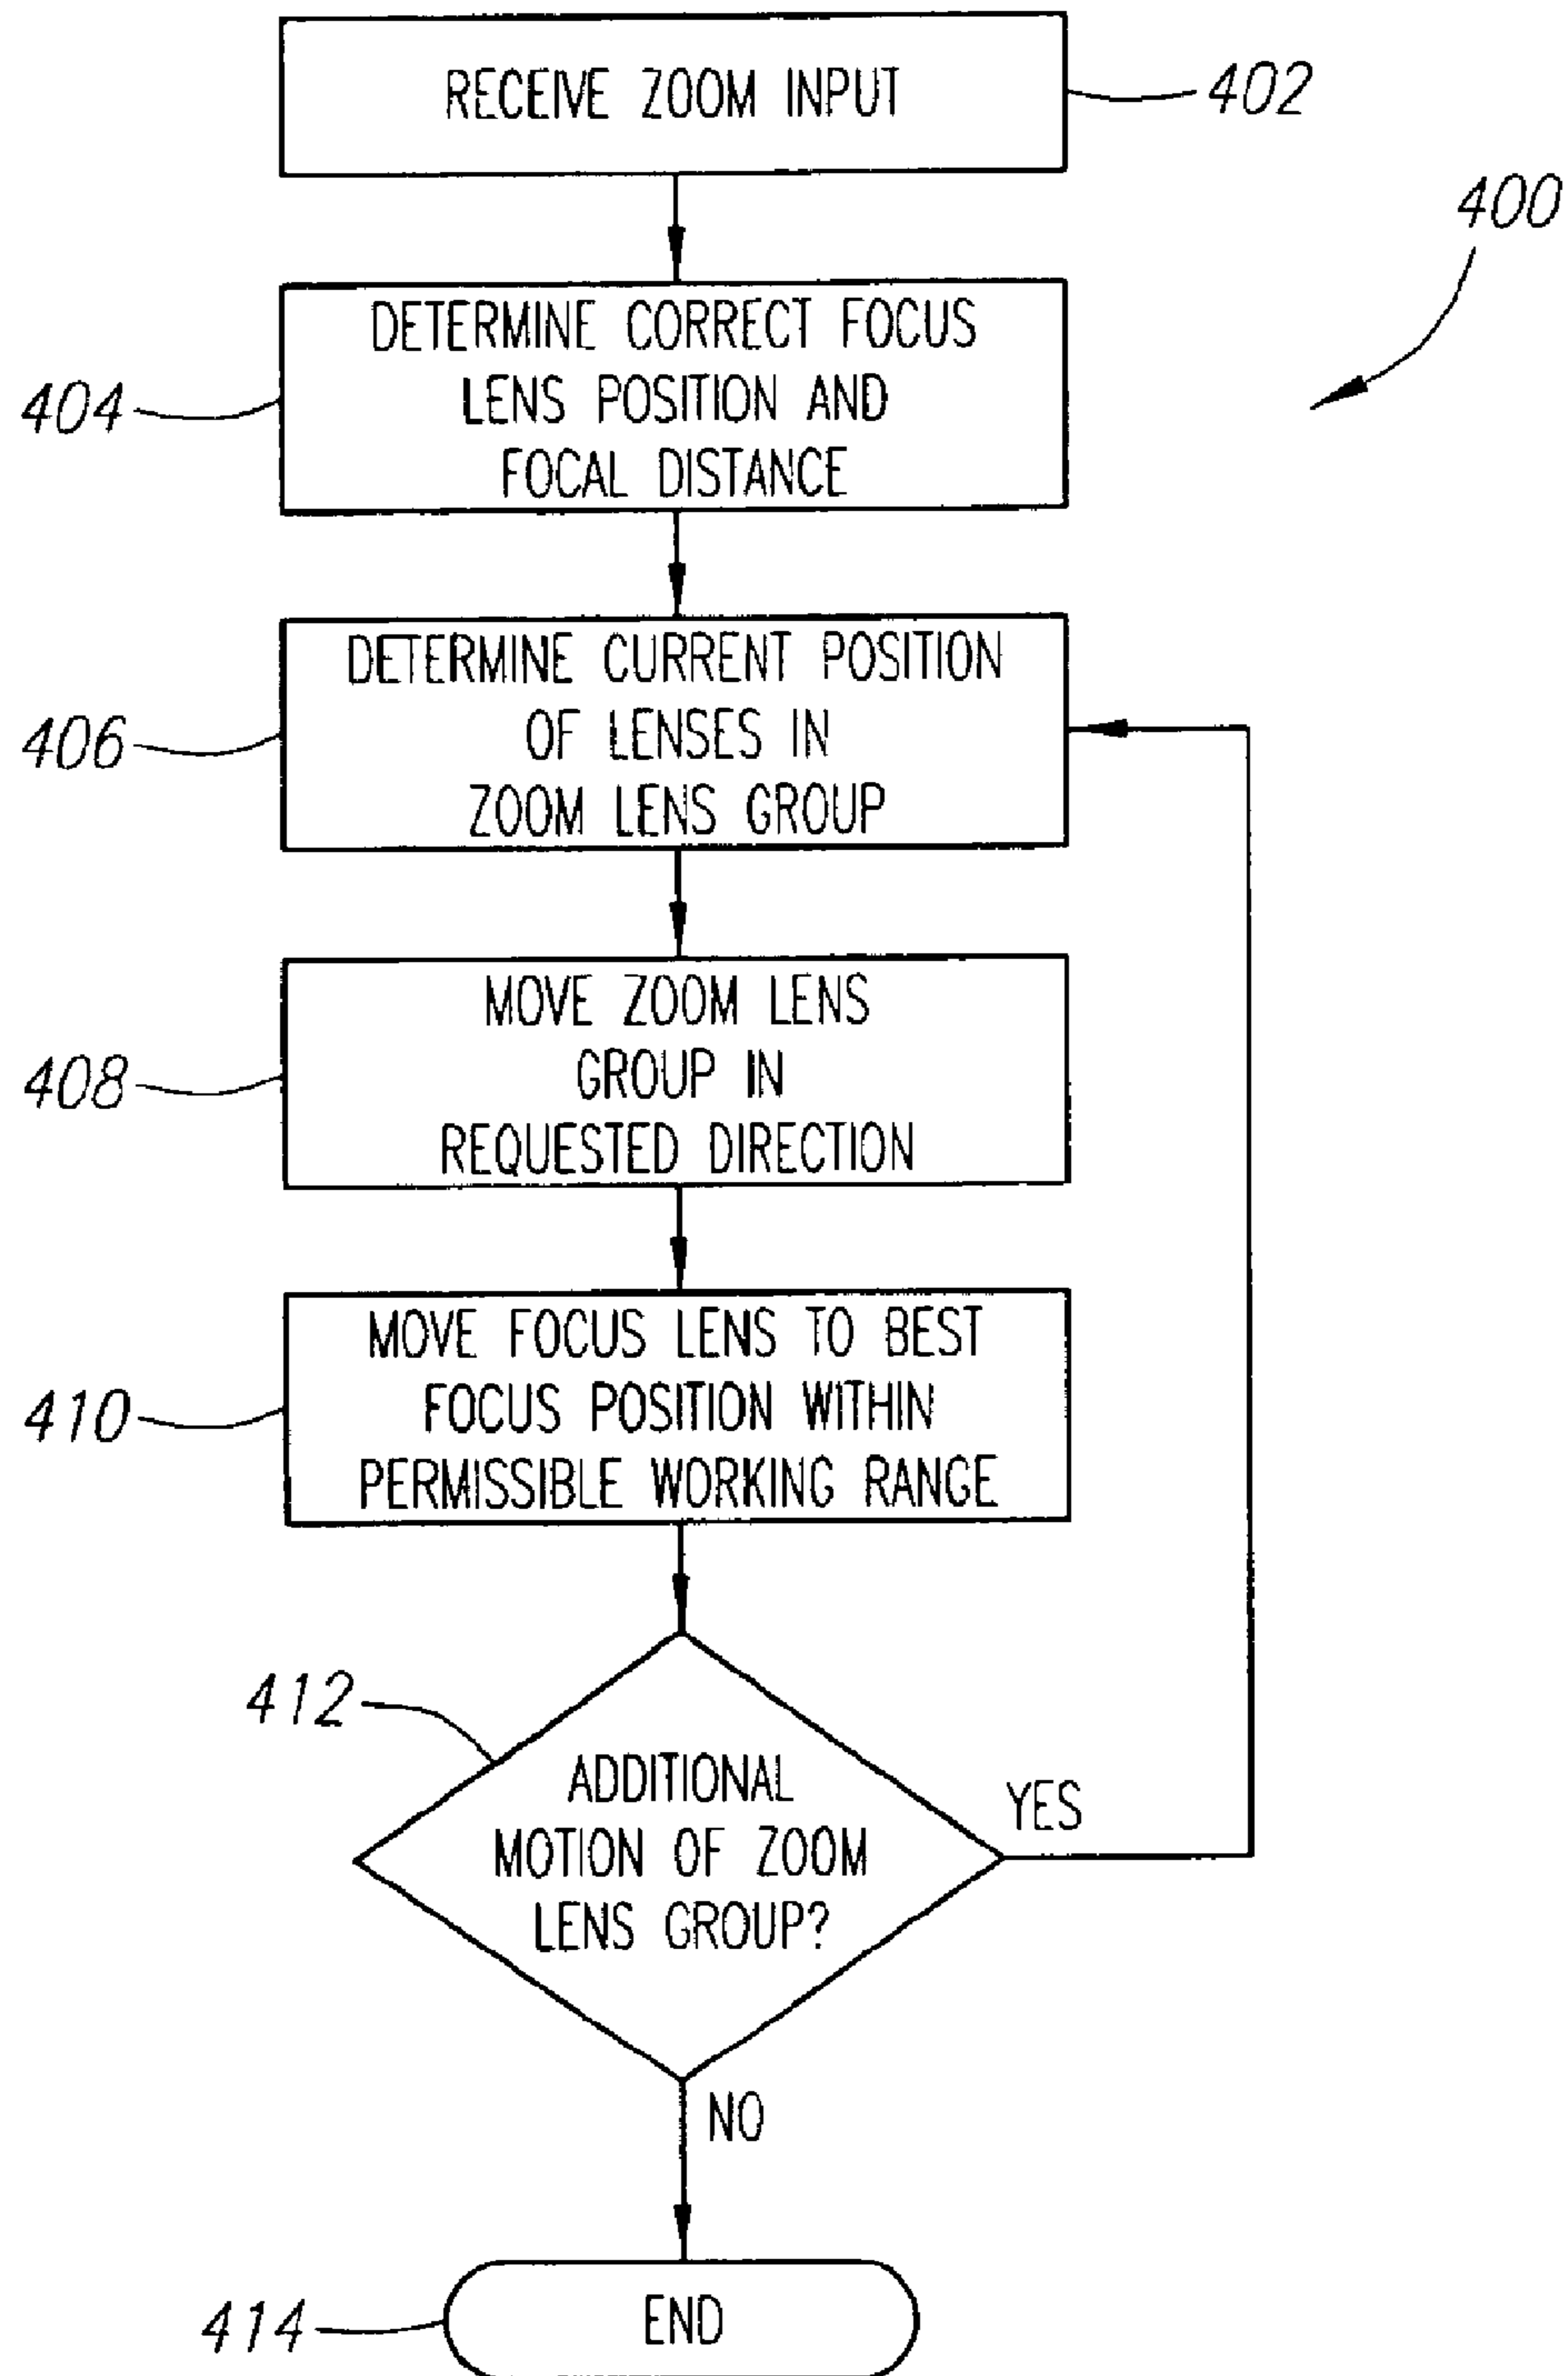 RECEIVE ZOOM INPUT
402
400
DETERMINE CORRECT FOCUS
LENS POSITION AND
FOCAL DISTANCE
404
DETERMINE CURRENT POSITION
OF LENSES IN
ZOOM LENS GROUP
406
MOVE ZOOM LENS
GROUP IN
REQUESTED DIRECTION
408
MOVE FOCUS LENS TO BEST
FOCUS POSITION WITHIN
PERMISSIBLE WORKING RANGE
410
412
ADDITIONAL
MOTION OF ZOOM
LENS GROUP?
YES
NO
END
414